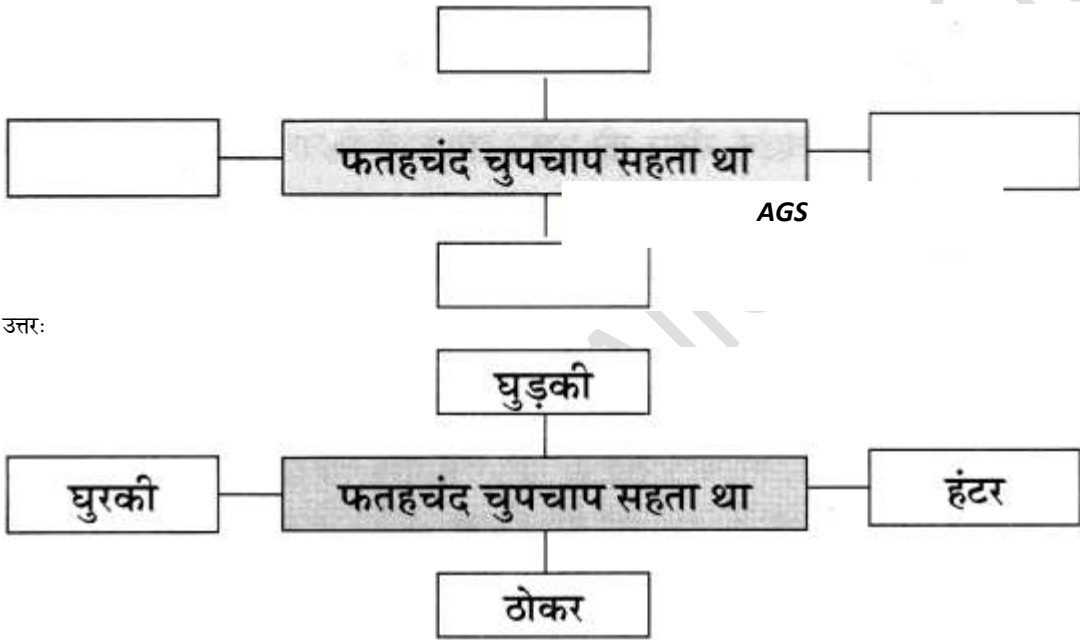 फतहचंद चुपचाप सहता था
AGS
उत्तरः
घुड़की
घुरकी
फतहचंद चुपचाप सहता था
हंटर
ठोकर